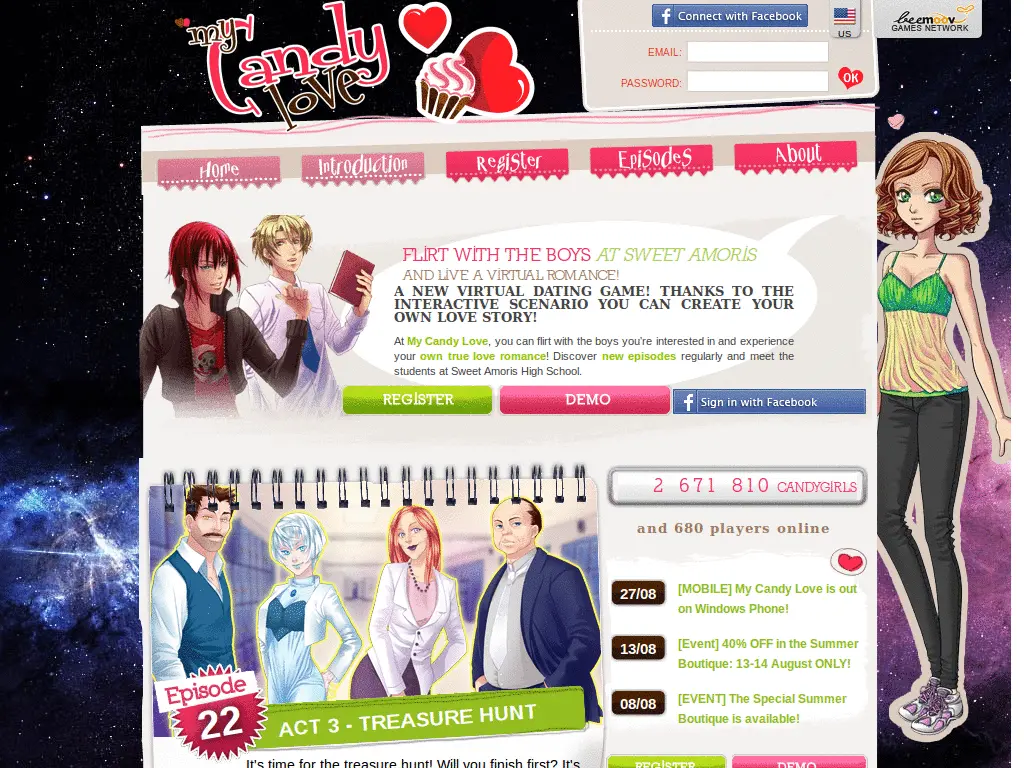 my
Candy
love
Connect with Facebook
US
beemoov
GAMES NETWORK
EMAIL:
PASSWORD:
OK
Home
Introduction
Register
Episodes
About
FLIRT WITH THE BOYS AT SWEET AMORIS
AND LIVE A VIRTUAL ROMANCE!
A NEW VIRTUAL DATING GAME! THANKS TO THE
INTERACTIVE SCENARIO YOU CAN CREATE YOUR
OWN LOVE STORY!
At My Candy Love, you can flirt with the boys you're interested in and experience
your own true love romance! Discover new episodes regularly and meet the
students at Sweet Amoris High School.
REGISTER
DEMO
Sign in with Facebook
2 671 810 CANDYGIRLS
and 680 players online
27/08
[MOBILE] My Candy Love is out
on Windows Phone!
13/08
[Event] 40% OFF in the Summer
Boutique: 13-14 August ONLY!
08/08
[EVENT] The Special Summer
Boutique is available!
Episode
22
ACT 3 - TREASURE HUNT
It's time for the treasure hunt! Will you finish first? It's
REGISTER
DEMO